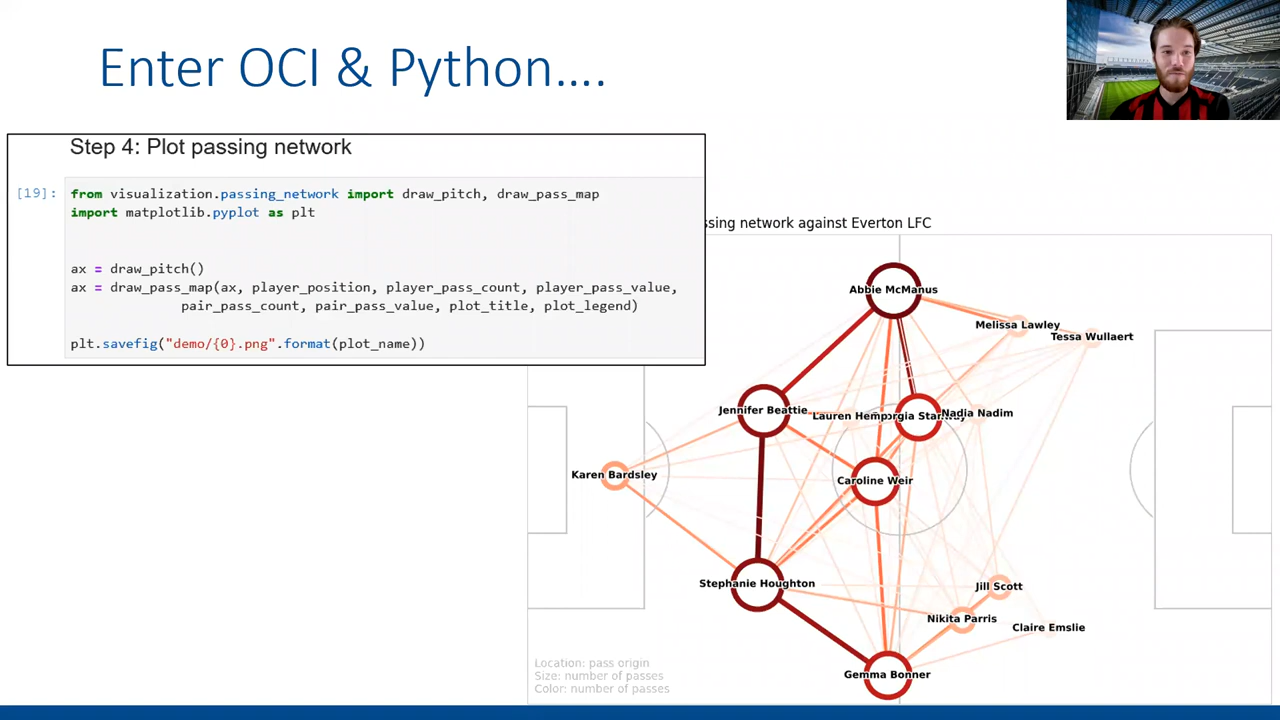 Enter OCI & Python....
Step 4: Plot passing network
[19]:
from visualization.passing_network import draw_pitch, draw_pass_map
import matplotlib.pyplot as plt
ax = draw_pitch()
ax = draw_pass_map(ax, player_position, player_pass_count, player_pass_value,
pair_pass_count, pair_pass_value, plot_title, plot_legend)
plt.savefig("demo/{0}.png".format(plot_name))
ssing network against Everton LFC
Abbie McManus
Melissa Lawley
Tessa Wullaert
Jennifer Beattie
Lauren Hemp
Nadia Nadim
Karen Bardsley
Caroline Weir
Stephanie Houghton
Jill Scott
Nikita Parris
Claire Emslie
Gemma Bonner
Location: pass origin
Size: number of passes
Color: number of passes